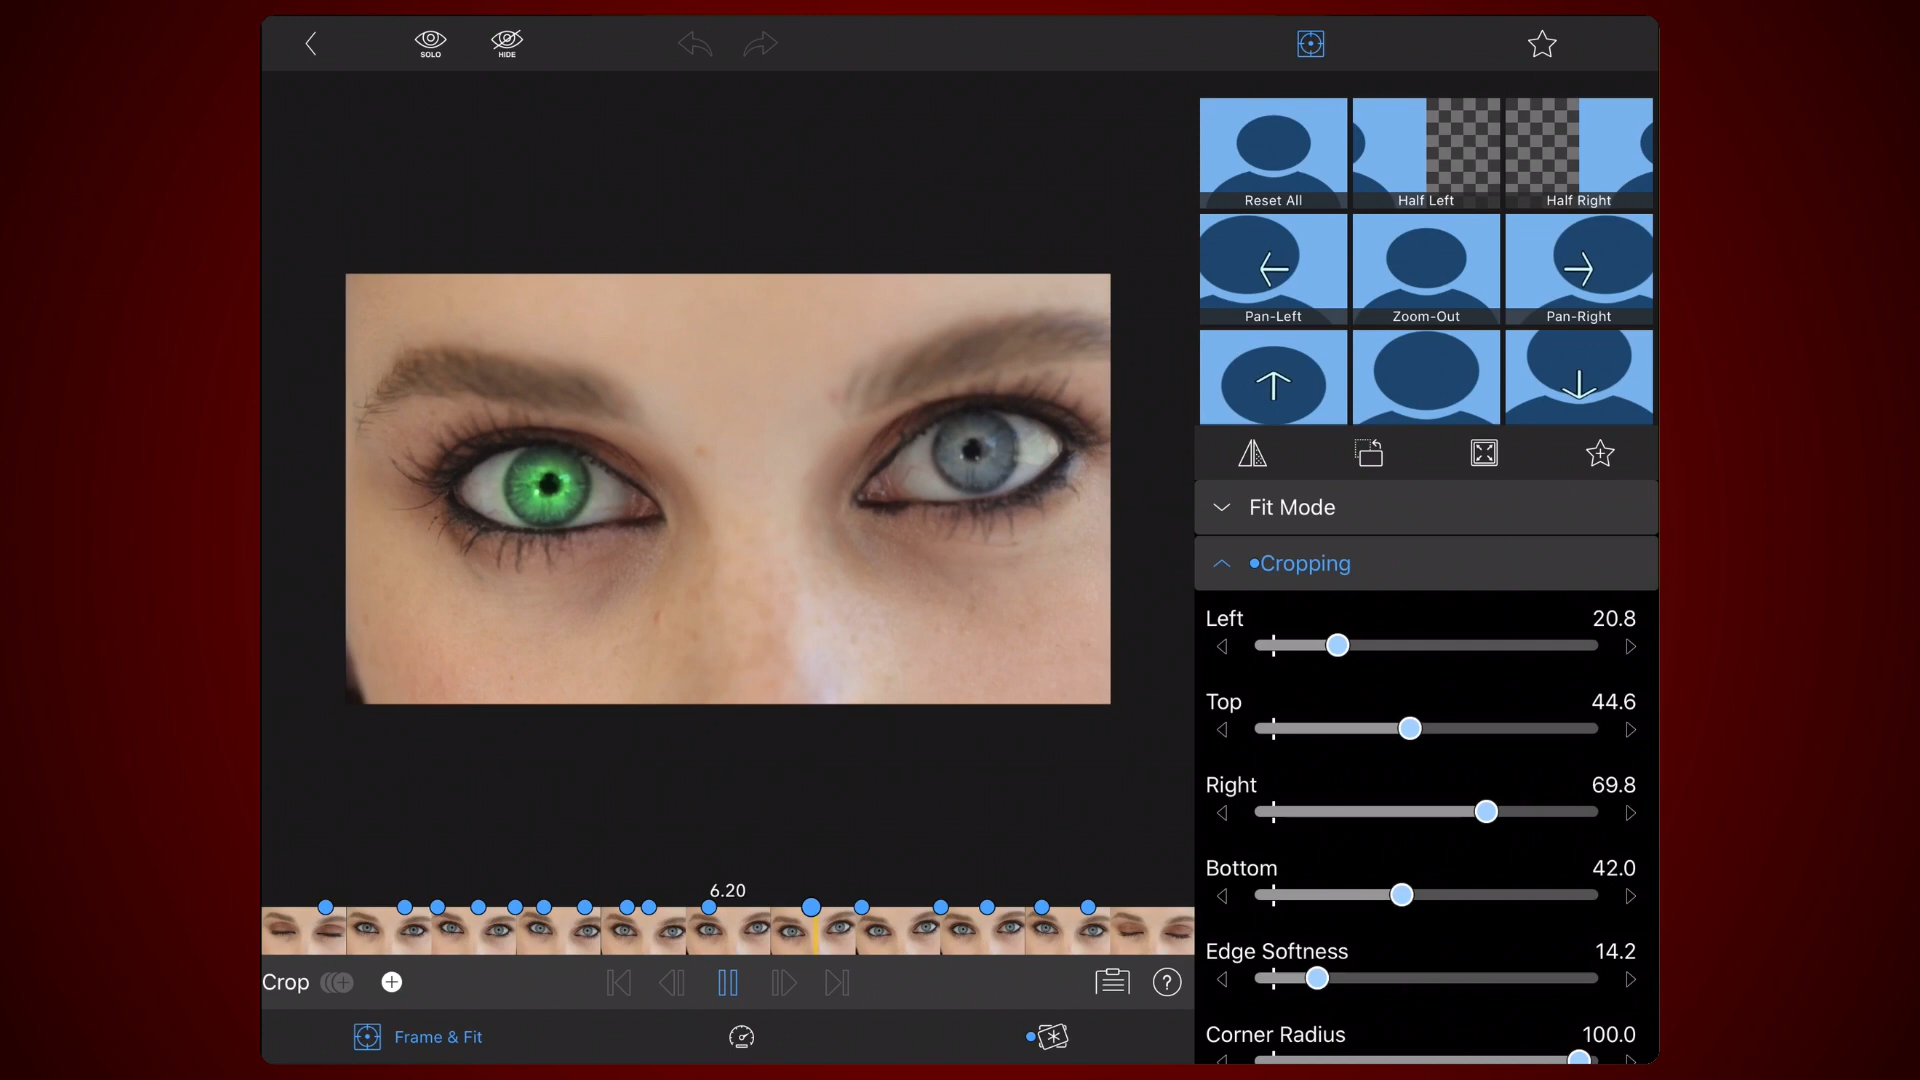 SOLO
HIDE
Reset All
Half Left
Half Right
Pan-Left
Zoom-Out
Pan-Right
Fit Mode
Cropping
Left 20.8
Top 44.6
Right 69.8
Bottom 42.0
Edge Softness 14.2
Corner Radius 100.0
6.20
Crop
?
Frame & Fit